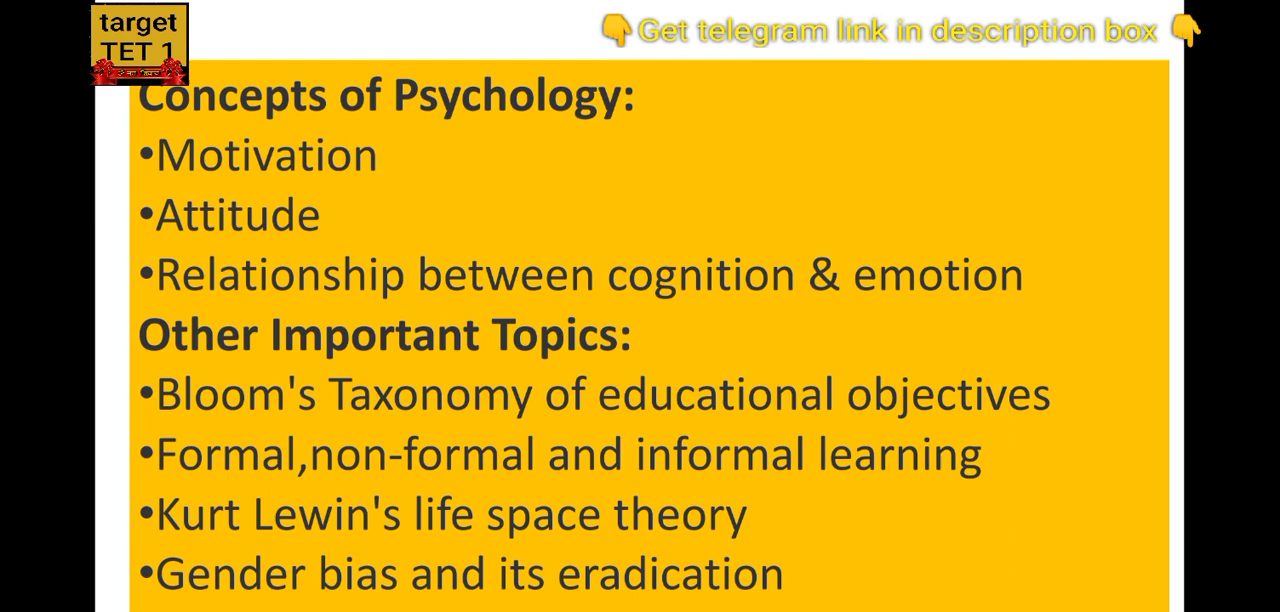 target
TET 1
👇Get telegram link in description box 👇
Concepts of Psychology:
•Motivation
•Attitude
•Relationship between cognition & emotion
Other Important Topics:
•Bloom's Taxonomy of educational objectives
•Formal,non-formal and informal learning
•Kurt Lewin's life space theory
•Gender bias and its eradication